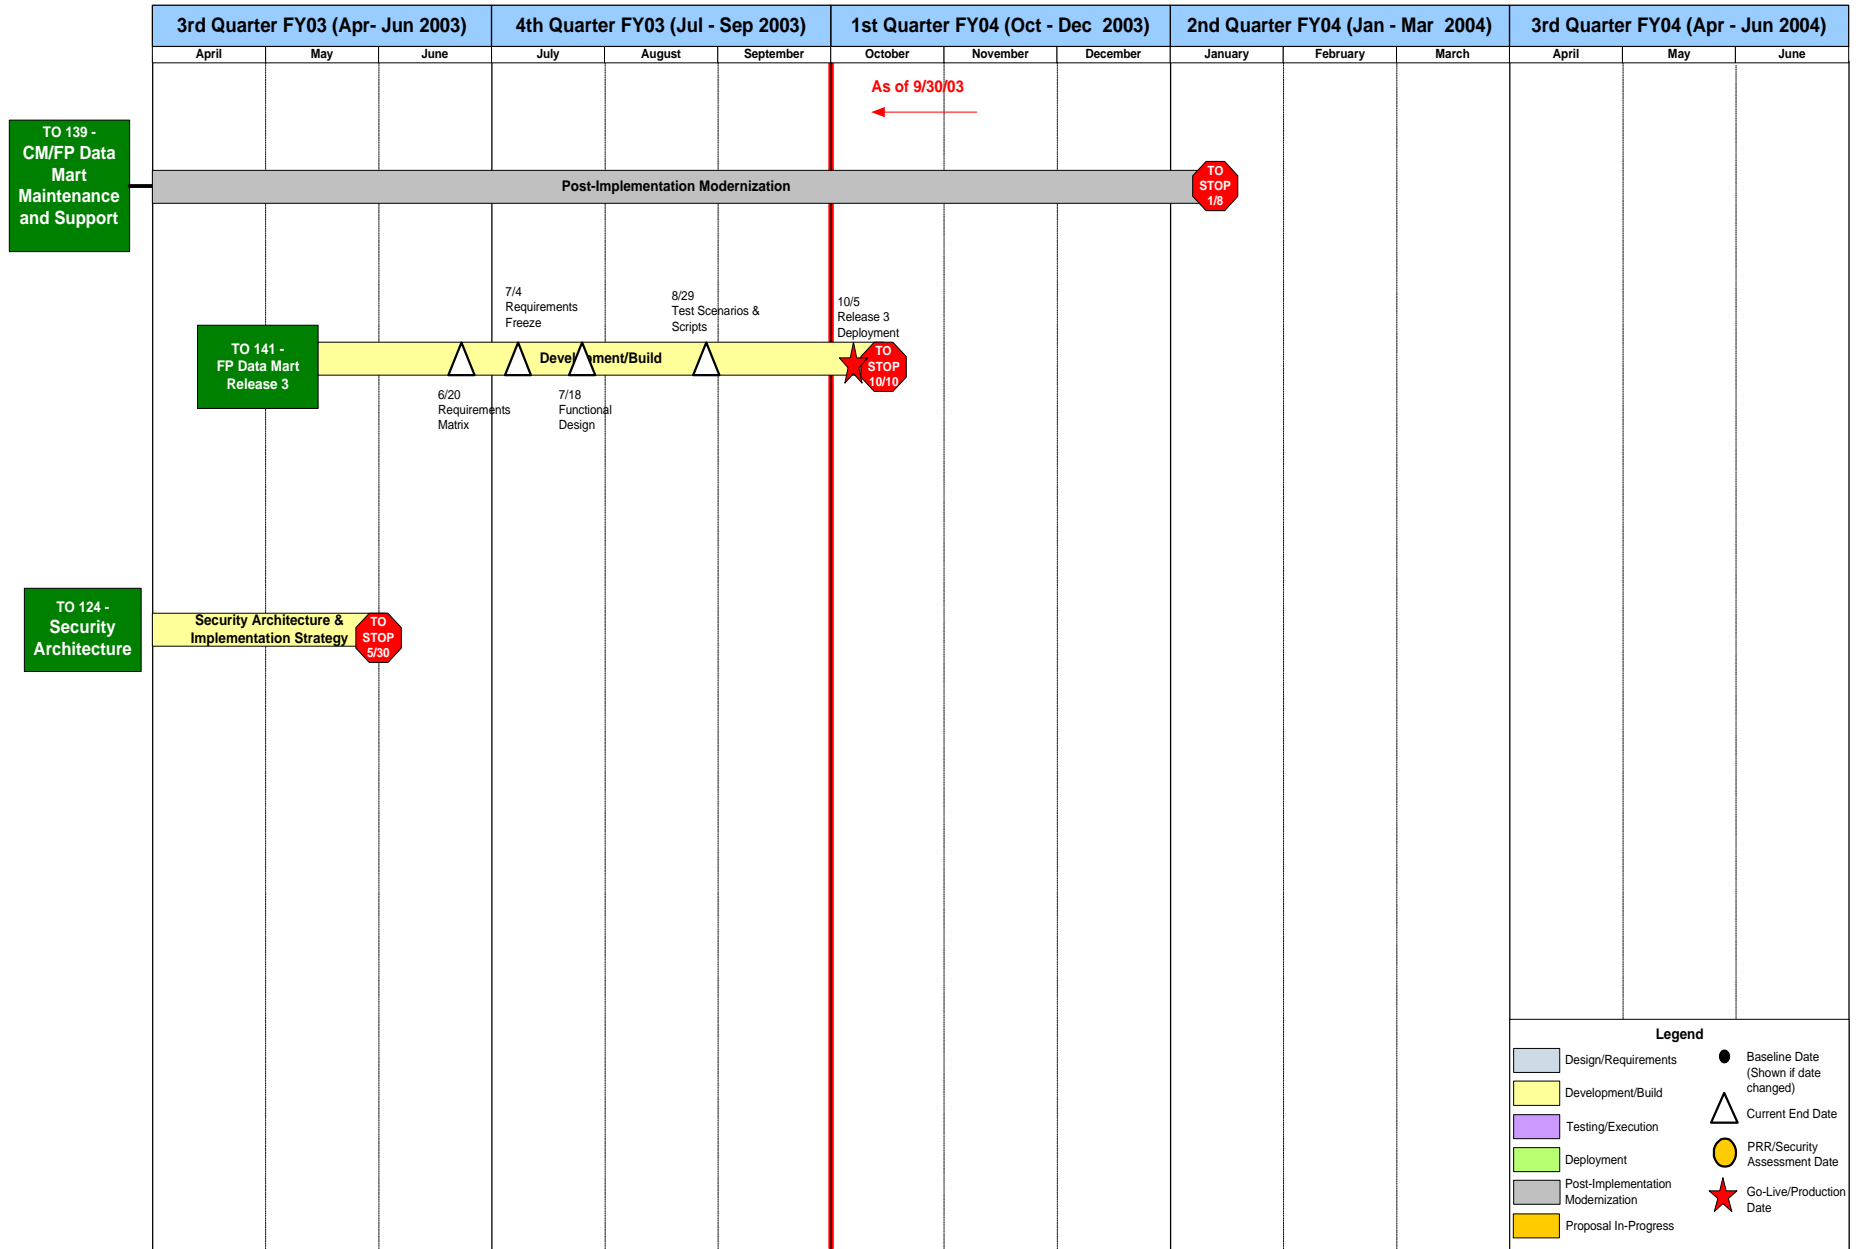 3rd Quarter FY03 (Apr- Jun 2003)
4th Quarter FY03 (Jul - Sep 2003)
1st Quarter FY04 (Oct - Dec  2003)
2nd Quarter FY04 (Jan - Mar  2004)
3rd Quarter FY04 (Apr - Jun 2004)
April
May
June
July
August
September
October
November
December
January
February
March
April
May
June
As of 9/30/03
TO 139 -
CM/FP Data
Mart
Maintenance
and Support
Post-Implementation Modernization
TO
STOP
1/8
7/4
Requirements
Freeze
8/29
Test Scenarios &
Scripts
10/5
Release 3
Deployment
TO 141 -
FP Data Mart
Release 3
Development/Build
TO
STOP
10/10
6/20
Requirements
Matrix
7/18
Functional
Design
TO 124 -
Security
Architecture
Security Architecture &
Implementation Strategy
TO
STOP
5/30
Legend
Design/Requirements
Development/Build
Testing/Execution
Deployment
Post-Implementation
Modernization
Proposal In-Progress
Baseline Date
(Shown if date
changed)
Current End Date
PRR/Security
Assessment Date
Go-Live/Production
Date